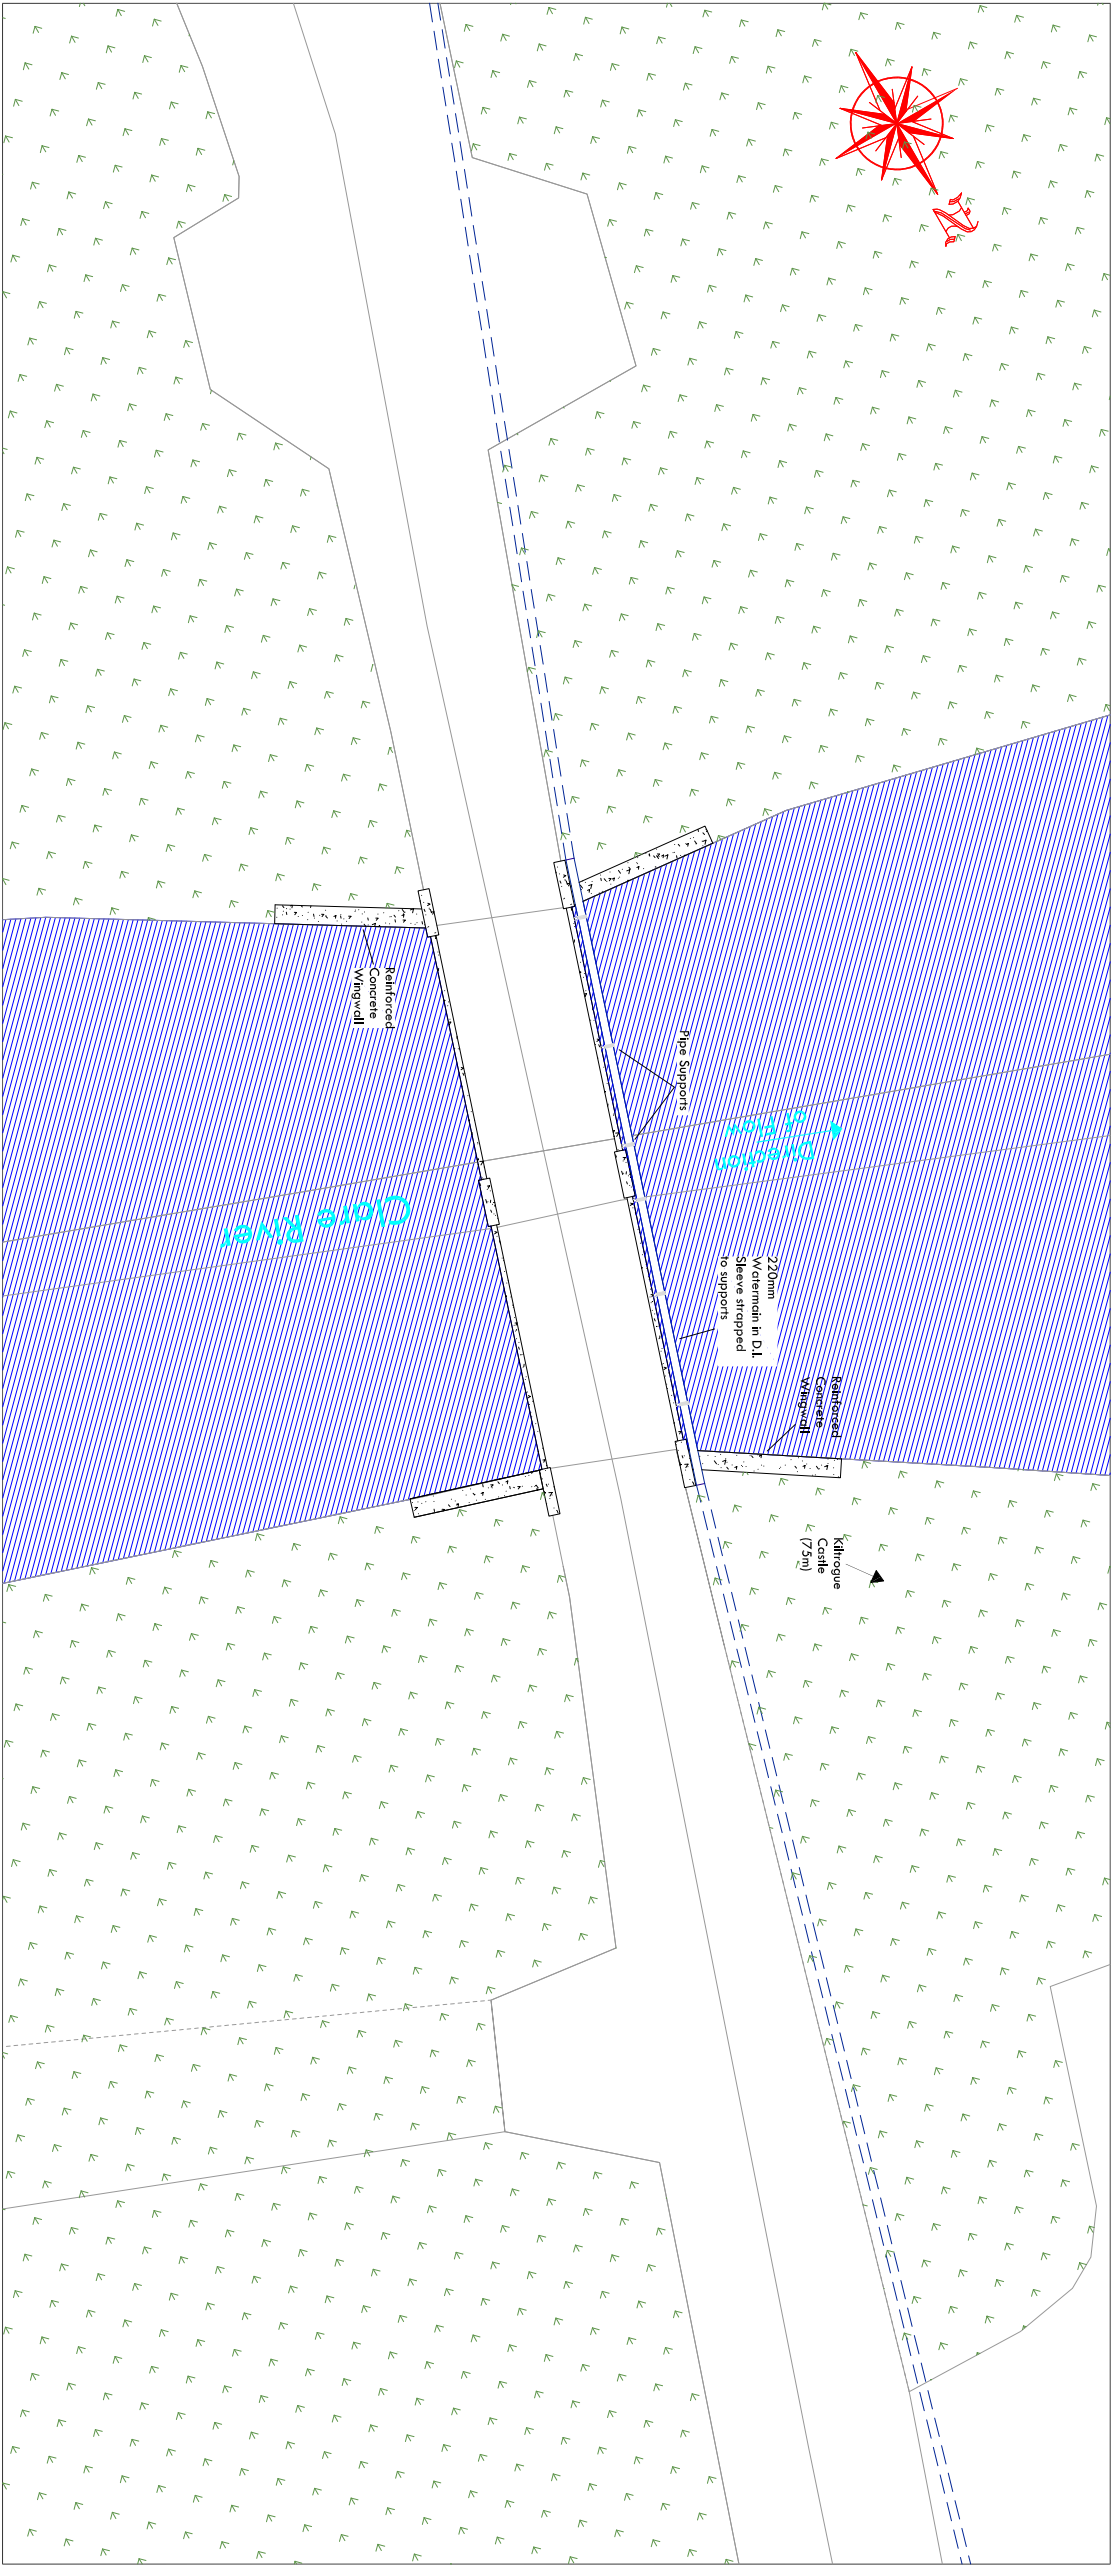 N
Reinforced
Concrete
Wingwall
Pipe Supports
Direction
of Flow
Clare River
220mm
Watermain in D.I.
Sleeve strapped
to supports
Reinforced
Concrete
Wingwall
Kiltrogue
Castle
(75m)